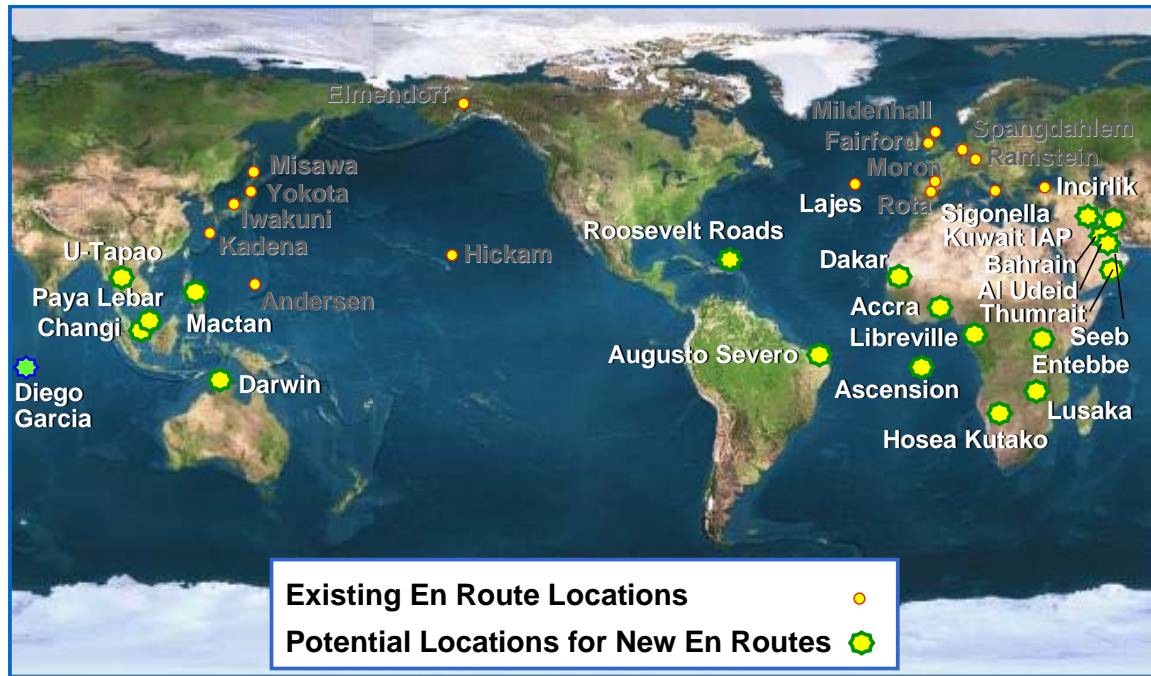 Elmendorf
Mildenhall
Fairford
Spangdahlem
Ramstein
Moron
Misawa
Yokota
Iwakuni
Kadena
Lajes
Rota
Incirlik
Sigonella
Kuwait IAP
Roosevelt Roads
Hickam
U-Tapao
Dakar
Bahrain
Al Udeid
Thumrait
Paya Lebar
Andersen
Changi
Mactan
Accra
Libreville
Seeb
Augusto Severo
Entebbe
Diego
Garcia
Darwin
Ascension
Lusaka
Hosea Kutako
Existing En Route Locations
Potential Locations for New En Routes